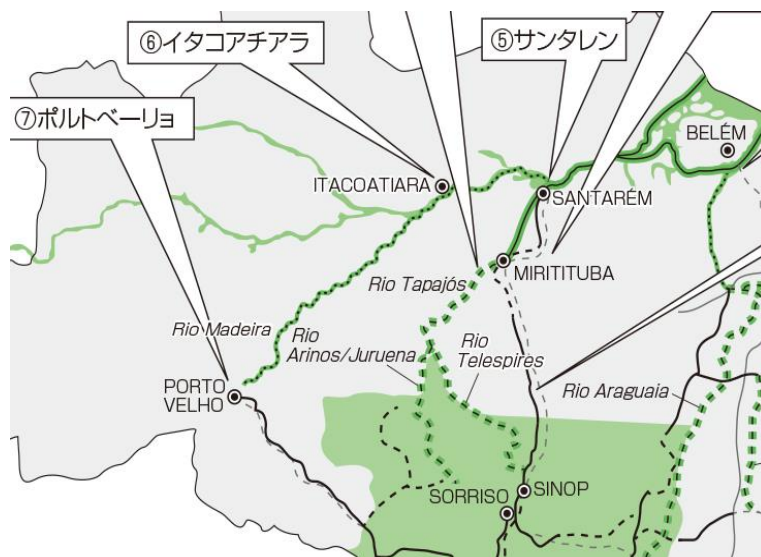 ⑥イタコアチアラ
⑤サンタレン
⑦ポルトベーリョ
BELÉM
ITACOATIARA
SANTARÉM
MIRITITUBA
Rio Tapajós
Rio Madeira
Rio
Arinos/Juruena
Rio
Telespires
Rio Araguaia
PORTO
VELHO
SORRISO
SINOP